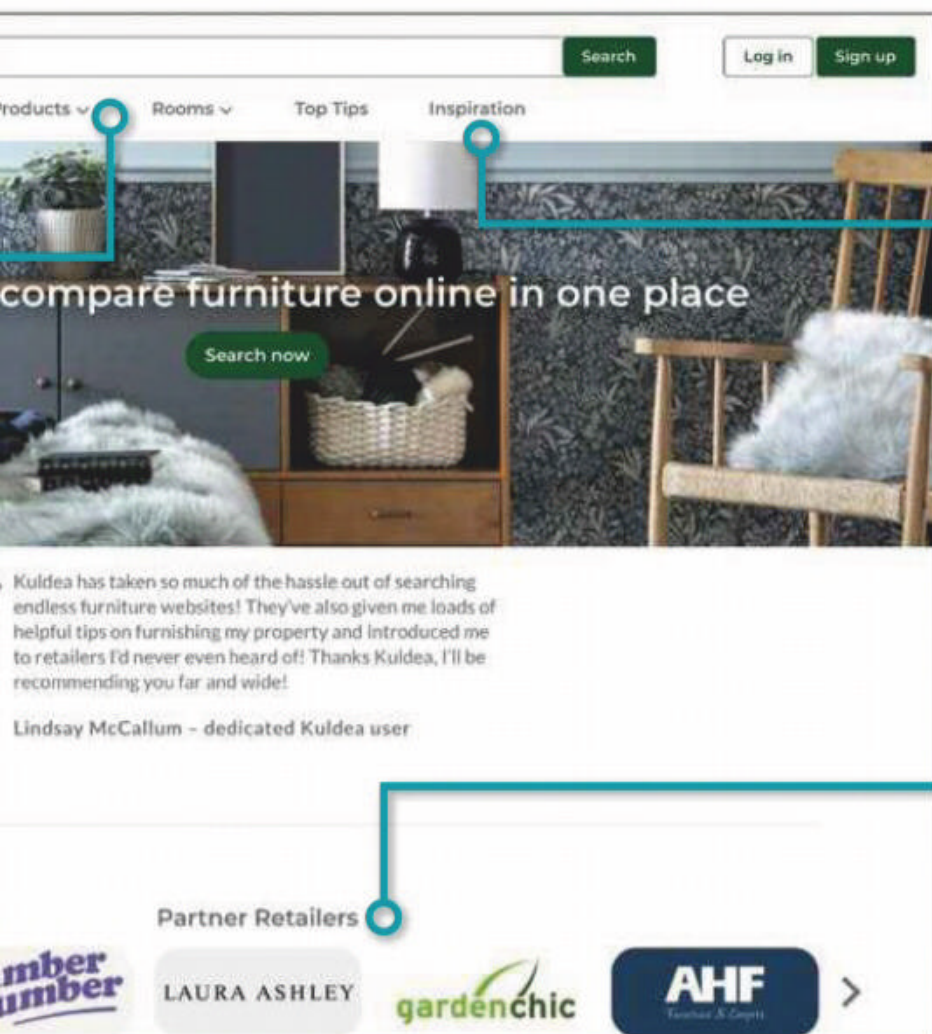 Search
Log in
Sign up
Products
Rooms
Top Tips
Inspiration
compare furniture online in one place
Search now
Kuldea has taken so much of the hassle out of searching
endless furniture websites! They've also given me loads of
helpful tips on furnishing my property and introduced me
to retailers I'd never even heard of! Thanks Kuldea, I'll be
recommending you far and wide!
Lindsay McCallum – dedicated Kuldea user
Partner Retailers
LAURA ASHLEY
gardenchic
AHF
Furniture & Carpets